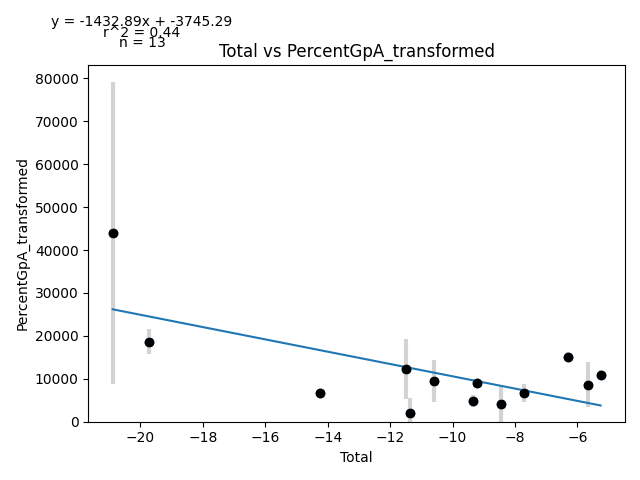 y = -1432.89x + -3745.29
r^2 = 0.44
n = 13
Total vs PercentGpA_transformed
PercentGpA_transformed
80000
70000
60000
50000
40000
30000
20000
10000
0
−20
−18
−16
−14
−12
−10
−8
−6
Total